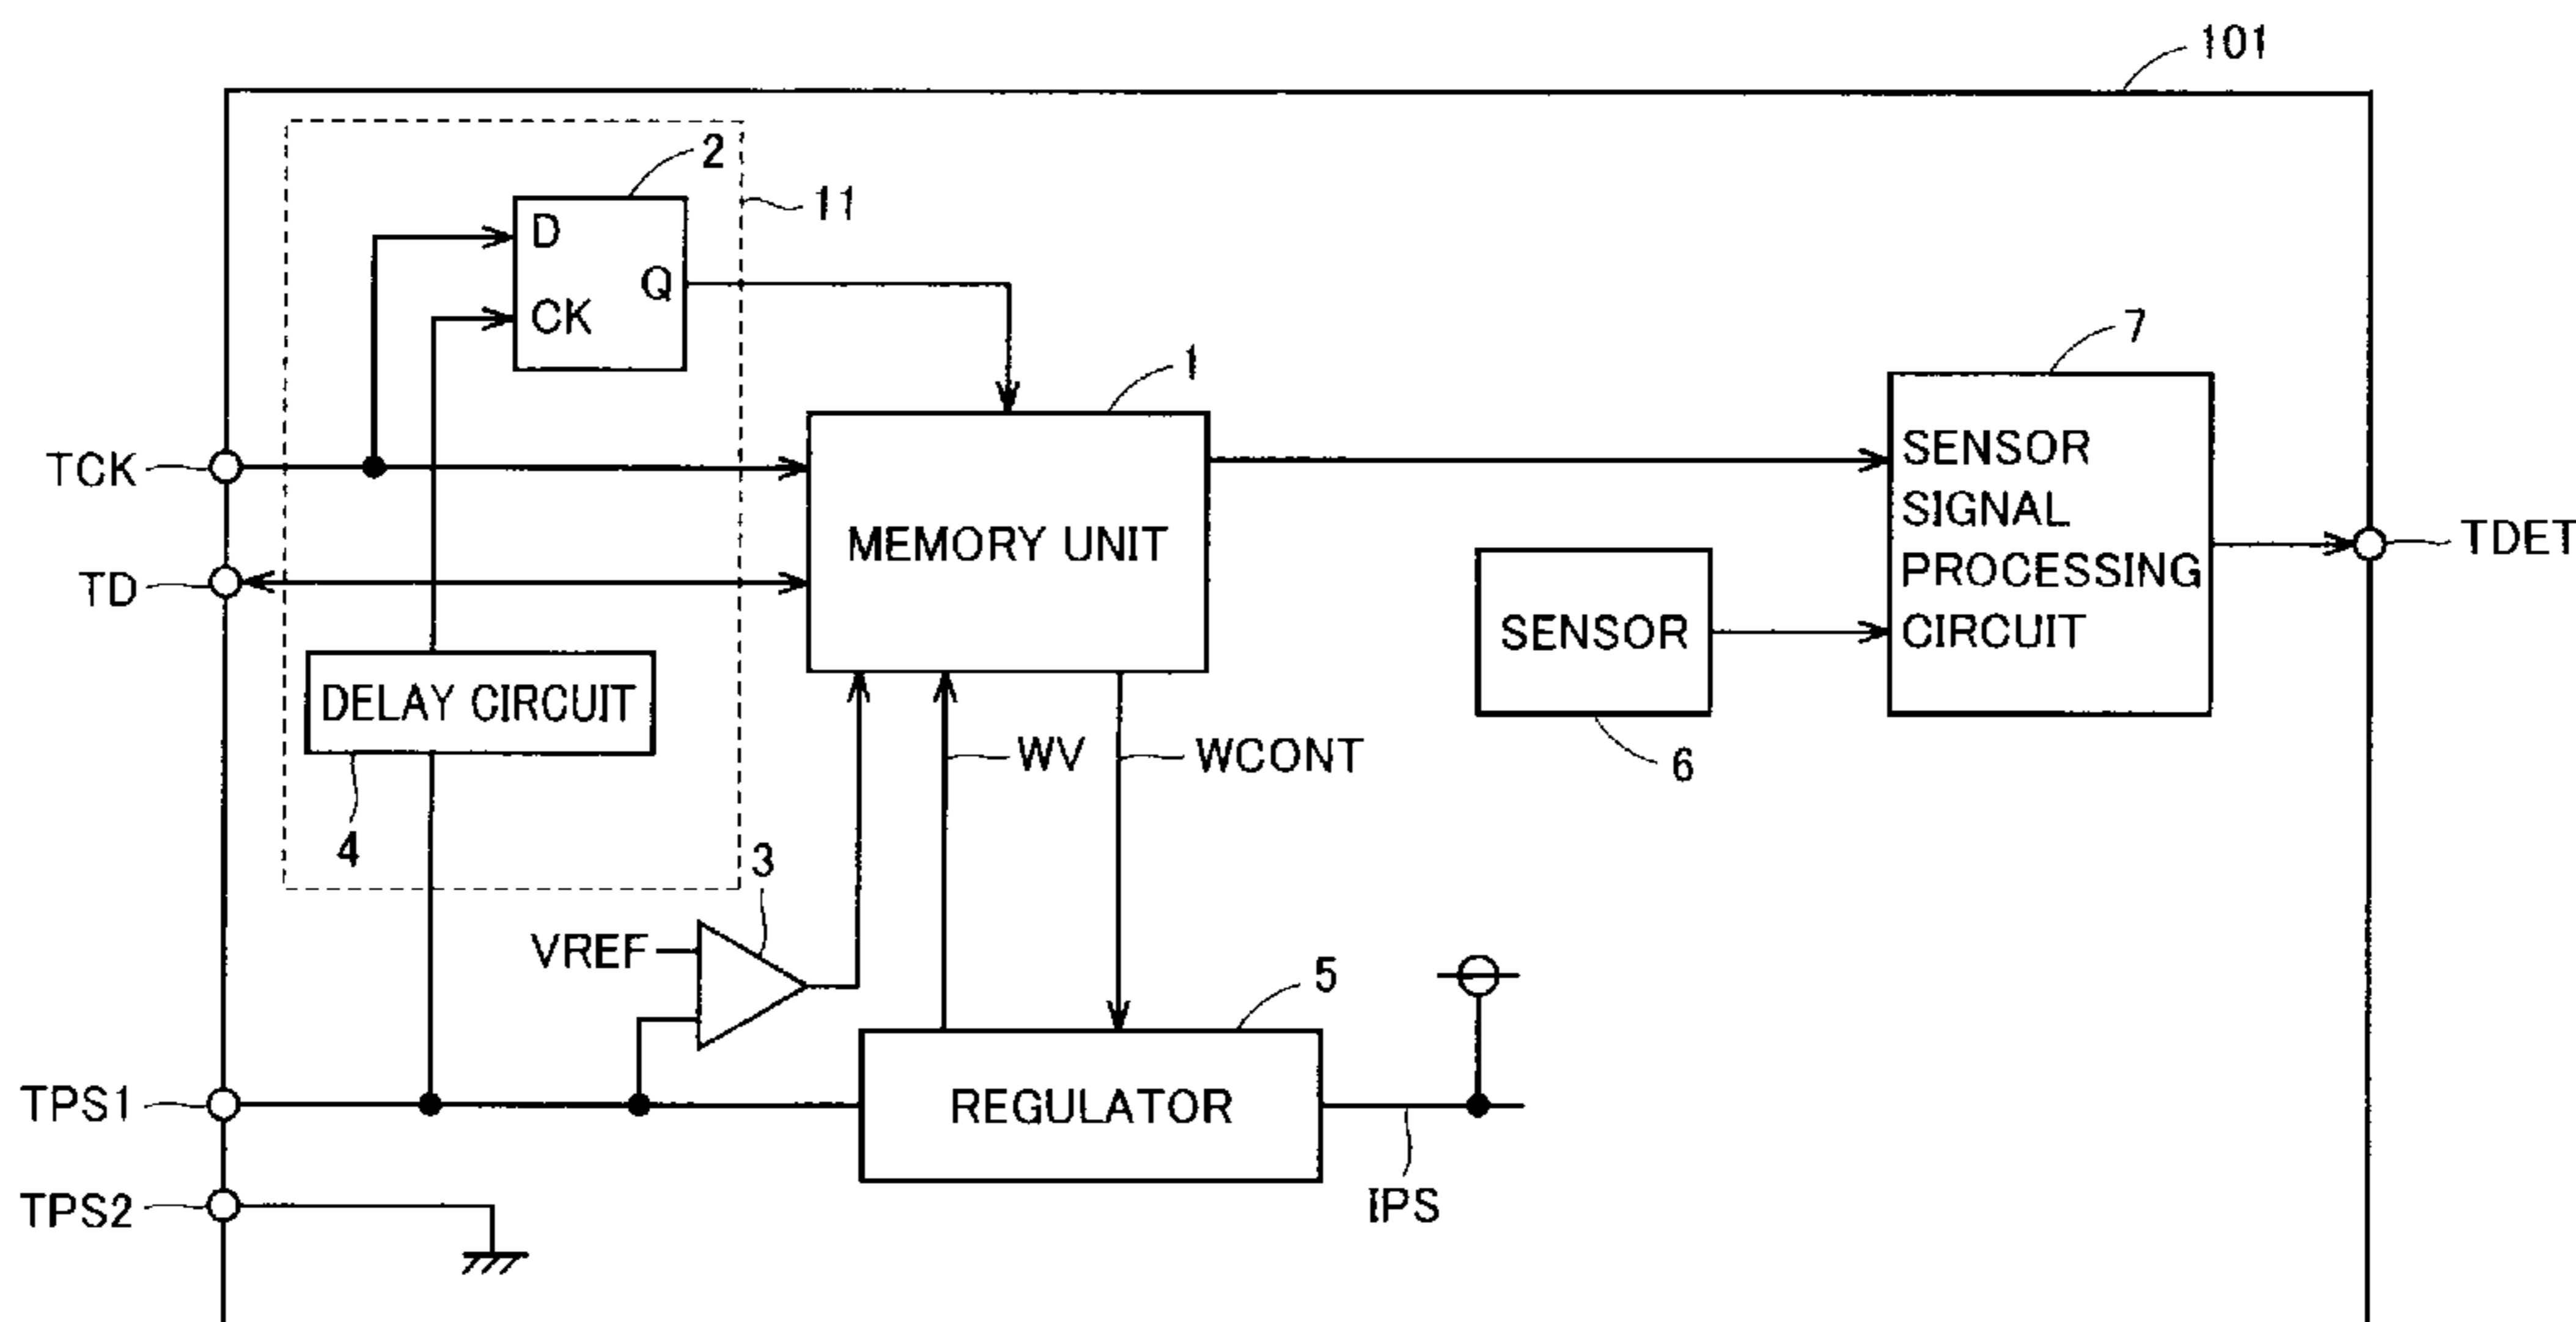 101
2
11
D
Q
CK
7
1
TCK
SENSOR
SIGNAL
PROCESSING
CIRCUIT
MEMORY UNIT
TDET
TD
SENSOR
DELAY CIRCUIT
WV
WCONT
6
4
3
VREF
5
TPS1
REGULATOR
TPS2
IPS